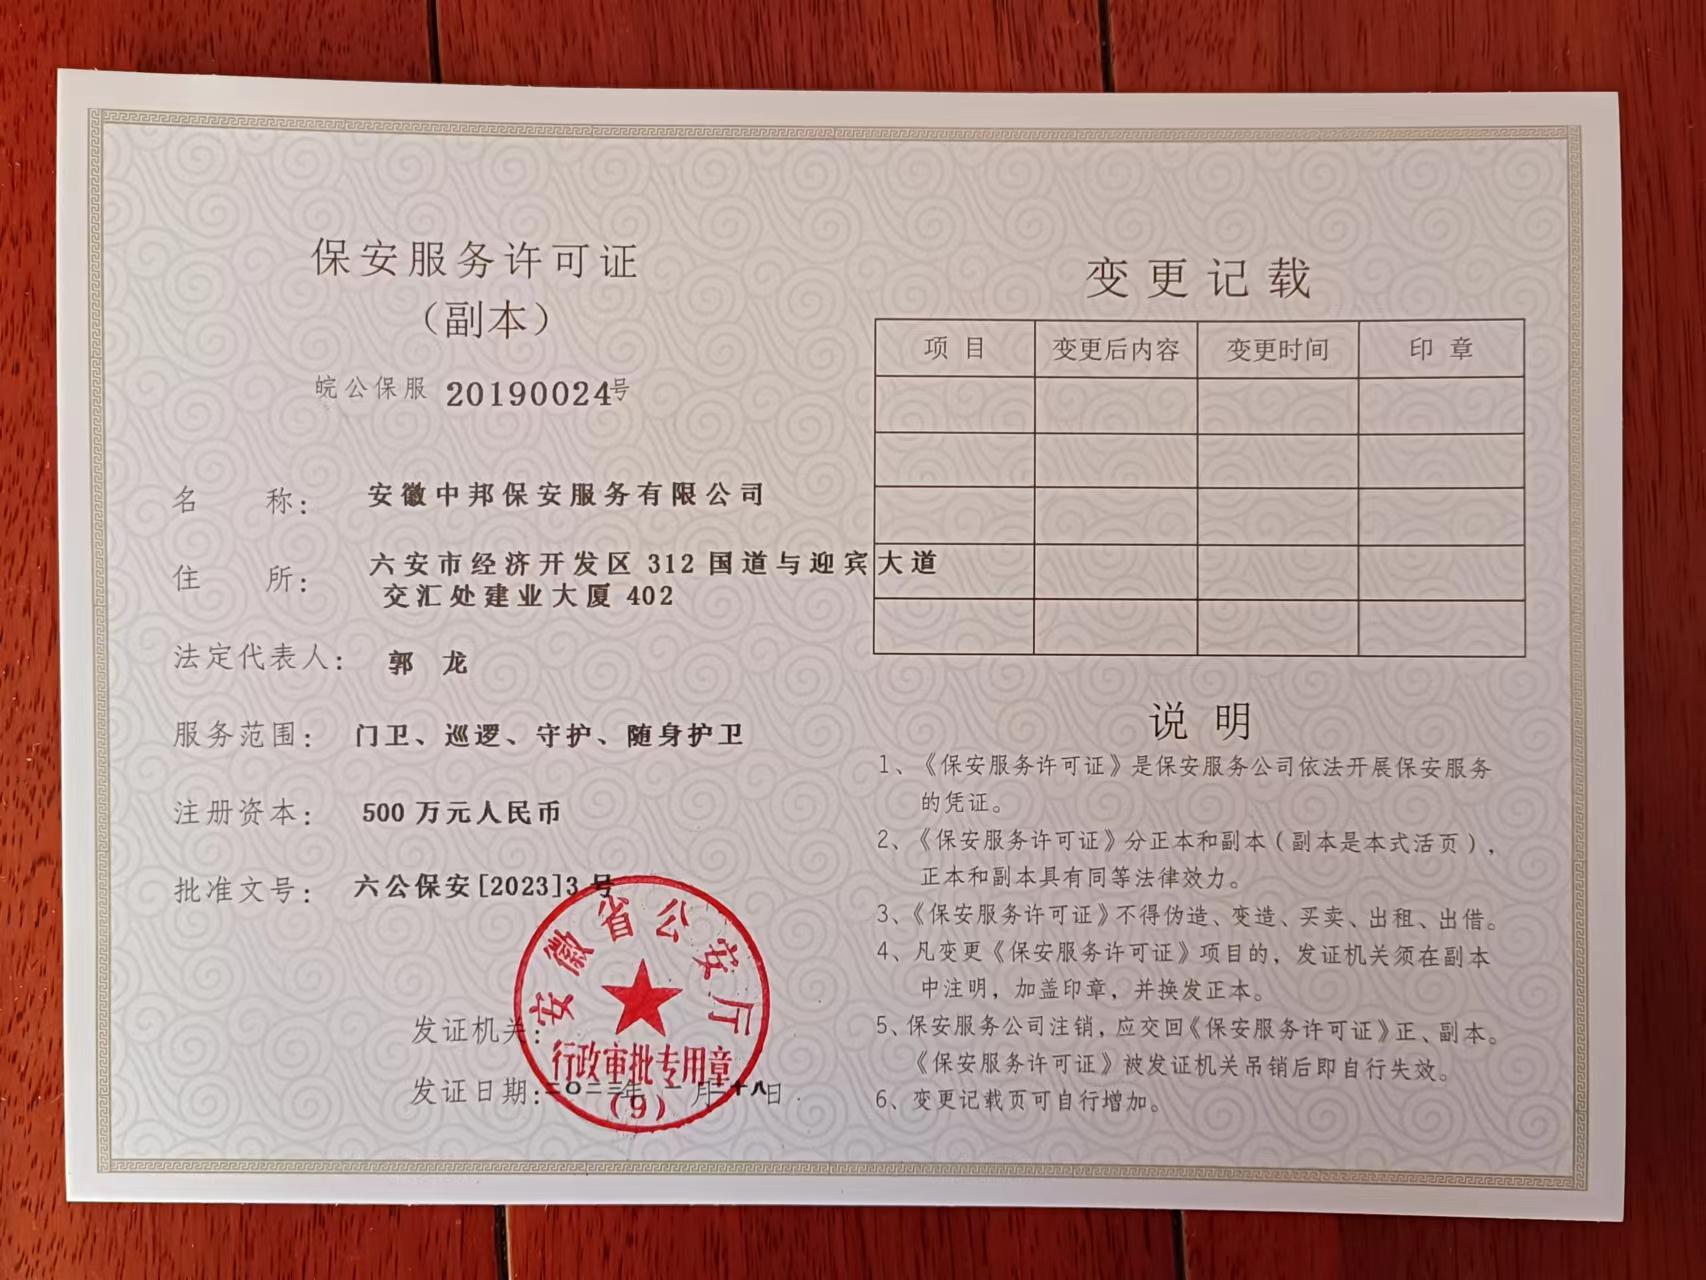 保安服务许可证
（副本）
皖公保服 20190024号
名 称： 安徽中邦保安服务有限公司
住 所： 六安市经济开发区 312 国道与迎宾大道
交汇处建业大厦 402
法定代表人： 郭 龙
服务范围： 门卫、巡逻、守护、随身护卫
注册资本： 500 万元人民币
批准文号： 六公保安[2023]3 号
安徽省公安厅
行政审批专用章
(9)
发证机关：
发证日期：二〇二三年 月二十八日
变更记载
项 目 变更后内容 变更时间 印 章
说 明
1、《保安服务许可证》是保安服务公司依法开展保安服务
的凭证。
2、《保安服务许可证》分正本和副本（副本是本式活页），
正本和副本具有同等法律效力。
3、《保安服务许可证》不得伪造、变造、买卖、出租、出借。
4、凡变更《保安服务许可证》项目的，发证机关须在副本
中注明，加盖印章，并换发正本。
5、保安服务公司注销，应交回《保安服务许可证》正、副本。
《保安服务许可证》被发证机关吊销后即自行失效。
6、变更记载页可自行增加。